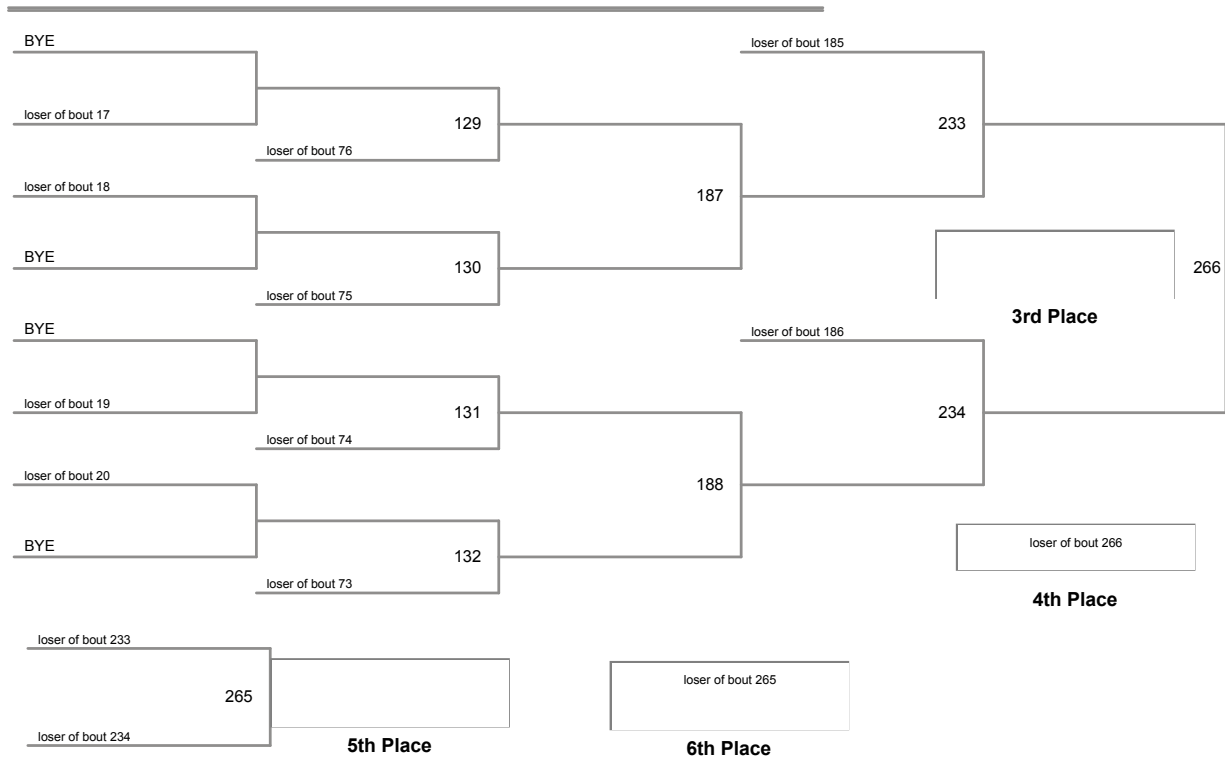 BYE
loser of bout 185
loser of bout 17
129
233
loser of bout 76
loser of bout 18
187
BYE
130
266
loser of bout 75
3rd Place
BYE
loser of bout 186
loser of bout 19
131
234
loser of bout 74
loser of bout 20
188
BYE
132
loser of bout 266
loser of bout 73
4th Place
loser of bout 233
loser of bout 265
265
loser of bout 234
5th Place
6th Place